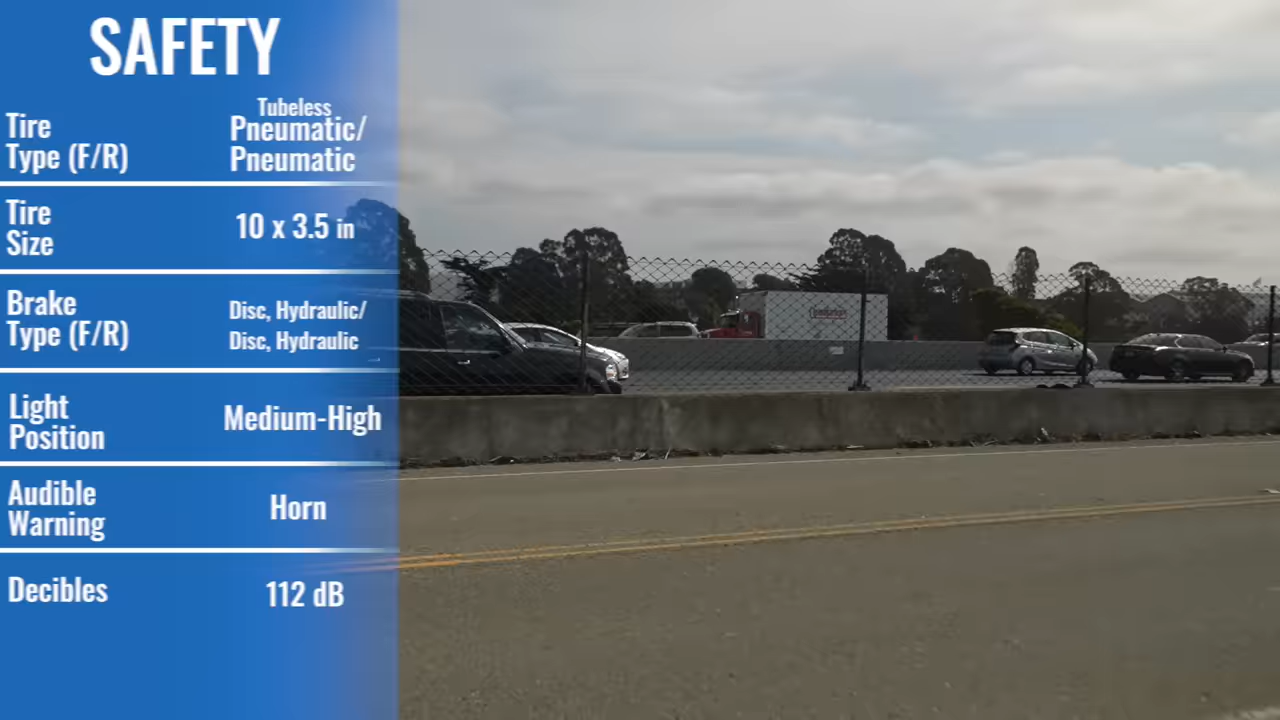 SAFETY
Tire
Type (F/R)
Tubeless
Pneumatic/
Pneumatic
Tire
Size
10 x 3.5 in
Brake
Type (F/R)
Disc, Hydraulic/
Disc, Hydraulic
Light
Position
Medium-High
Audible
Warning
Horn
Decibles
112 dB